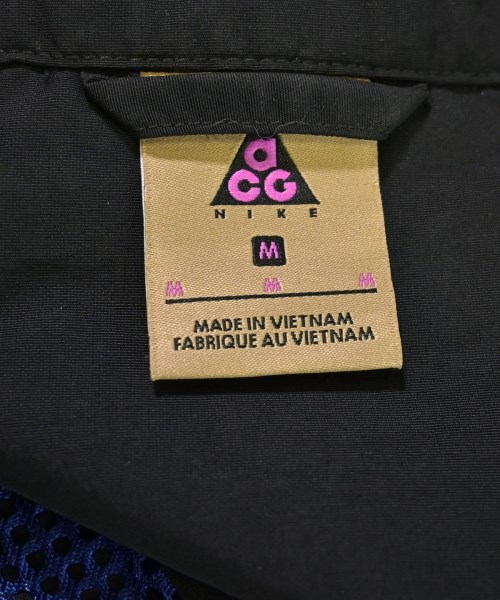 aCG
NIKE
M
M M M
MADE IN VIETNAM
FABRIQUE AU VIETNAM